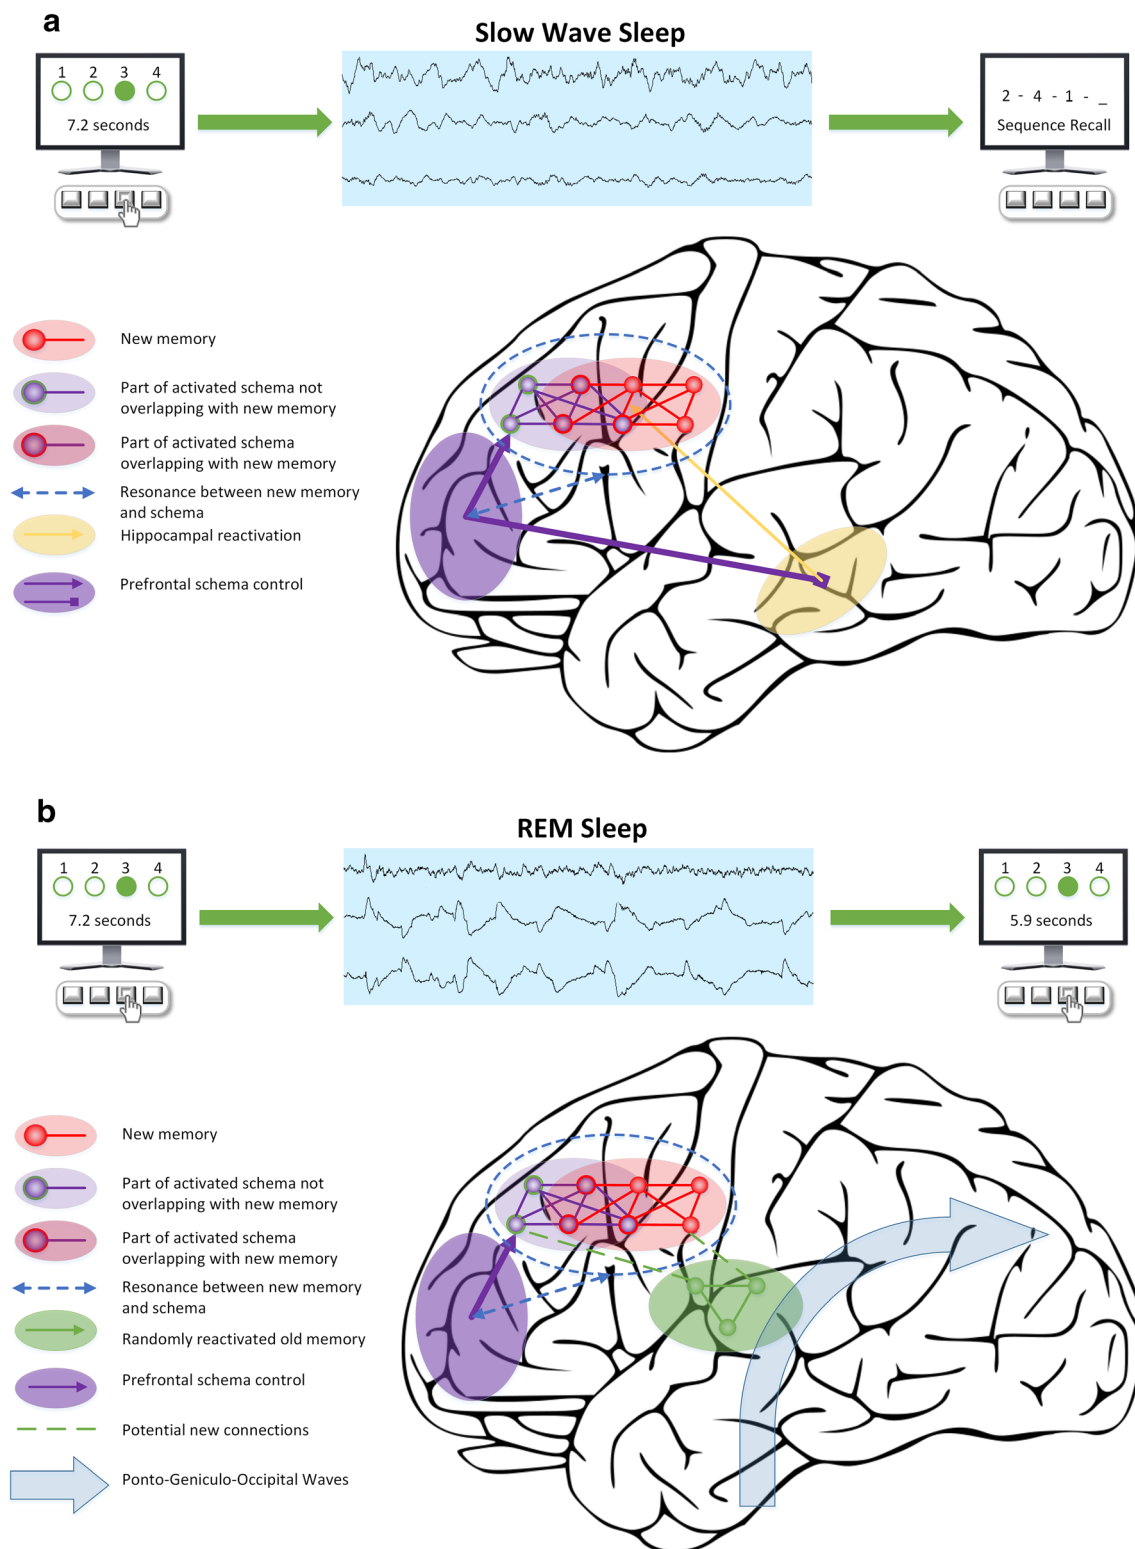 a
Slow Wave Sleep
1 2 3 4
7.2 seconds
2 - 4 - 1 - _
Sequence Recall
New memory
Part of activated schema not
overlapping with new memory
Part of activated schema
overlapping with new memory
Resonance between new memory
and schema
Hippocampal reactivation
Prefrontal schema control
b
REM Sleep
1 2 3 4
7.2 seconds
1 2 3 4
5.9 seconds
New memory
Part of activated schema not
overlapping with new memory
Part of activated schema
overlapping with new memory
Resonance between new memory
and schema
Randomly reactivated old memory
Prefrontal schema control
Potential new connections
Ponto-Geniculo-Occipital Waves